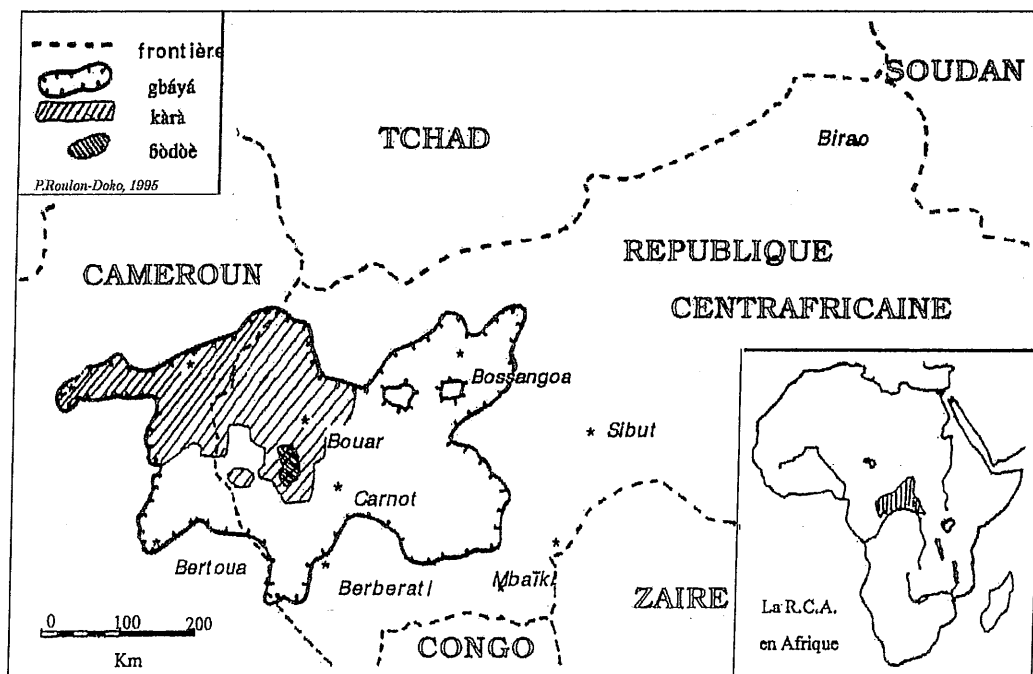 frontière
gbáyá
kàrà
ɓòdòè
P.Roulon-Doko, 1995
SOUDAN
TCHAD
Birao
REPUBLIQUE
CAMEROUN
CENTRAFRICAINE
Bossangoa
Sibut
Bouar
Carnot
Bertoua
Berberati
Mbaïki
ZAIRE
CONGO
0 100 200
Km
La R.C.A.
en Afrique